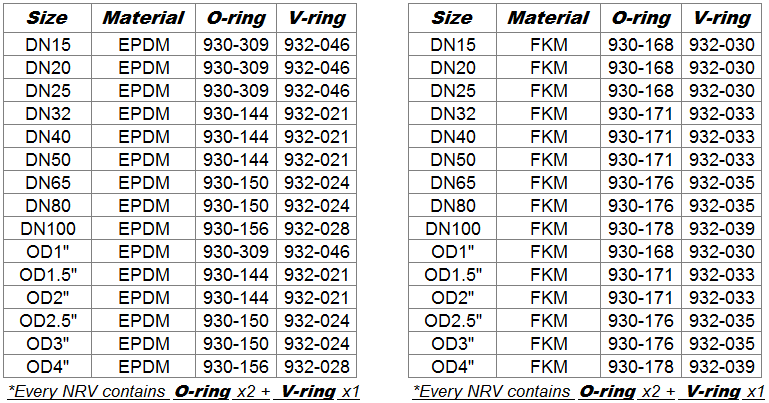 Size Material O-ring V-ring
DN15 EPDM 930-309 932-046
DN20 EPDM 930-309 932-046
DN25 EPDM 930-309 932-046
DN32 EPDM 930-144 932-021
DN40 EPDM 930-144 932-021
DN50 EPDM 930-144 932-021
DN65 EPDM 930-150 932-024
DN80 EPDM 930-150 932-024
DN100 EPDM 930-156 932-028
OD1" EPDM 930-309 932-046
OD1.5" EPDM 930-144 932-021
OD2" EPDM 930-144 932-021
OD2.5" EPDM 930-150 932-024
OD3" EPDM 930-150 932-024
OD4" EPDM 930-156 932-028
*Every NRV contains O-ring x2 + V-ring x1
Size Material O-ring V-ring
DN15 FKM 930-168 932-030
DN20 FKM 930-168 932-030
DN25 FKM 930-168 932-030
DN32 FKM 930-171 932-033
DN40 FKM 930-171 932-033
DN50 FKM 930-171 932-033
DN65 FKM 930-176 932-035
DN80 FKM 930-176 932-035
DN100 FKM 930-178 932-039
OD1" FKM 930-168 932-030
OD1.5" FKM 930-171 932-033
OD2" FKM 930-171 932-033
OD2.5" FKM 930-176 932-035
OD3" FKM 930-176 932-035
OD4" FKM 930-178 932-039
*Every NRV contains O-ring x2 + V-ring x1